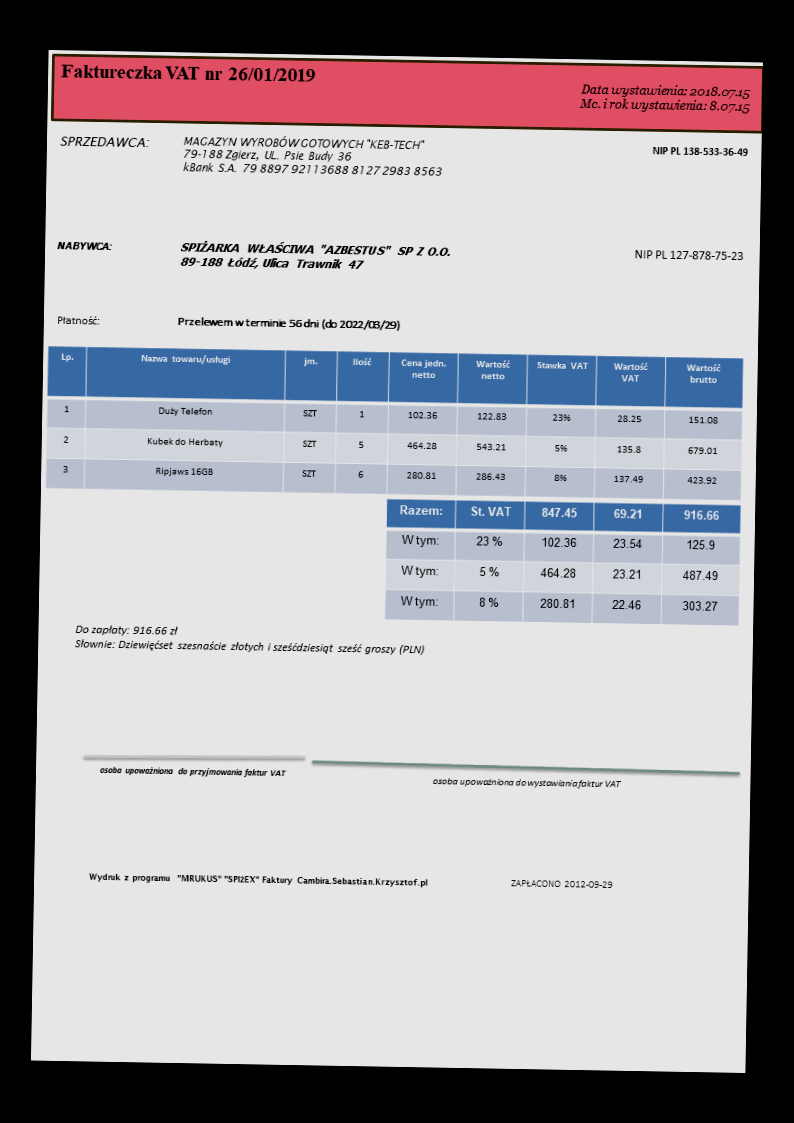 Faktureczka VAT nr 26/01/2019
Data wystawienia: 2018.07.15
Mc. i rok wystawienia: 8.07.15
SPRZEDAWCA: MAGAZYN WYROBÓW GOTOWYCH "KEB-TECH" NIP PL 138-533-36-49
79-188 Zgierz, UL. Psie Budy 36
kBank S.A. 79 8897 92113688 8127 2983 8563
NABYWCA: SPIŻARKA WŁAŚCIWA "AZBESTUS" SP Z O.O. NIP PL 127-878-75-23
89-188 Łódź, Ulica Trawnik 47
Płatność: Przelewem w terminie 56 dni (do 2022/03/29)
Lp. Nazwa towaru/usługi jm. Ilość Cena jedn. netto Wartość netto Stawka VAT Wartość VAT Wartość brutto
1 Duży Telefon SZT 1 102.36 122.83 23% 28.25 151.08
2 Kubek do Herbaty SZT 5 464.28 543.21 5% 135.8 679.01
3 Ripjaws 16GB SZT 6 280.81 286.43 8% 137.49 423.92
Razem: St. VAT 847.45 69.21 916.66
W tym: 23 % 102.36 23.54 125.9
W tym: 5 % 464.28 23.21 487.49
W tym: 8 % 280.81 22.46 303.27
Do zapłaty: 916.66 zł
Słownie: Dziewięćset szesnaście złotych i sześćdziesiąt sześć groszy (PLN)
osoba upoważniona do przyjmowania faktur VAT
osoba upoważniona do wystawiania faktur VAT
Wydruk z programu "MRUKUS" "SPIżEX" Faktury Cambira.Sebastian.Krzysztof.pl ZAPŁACONO 2012-09-29